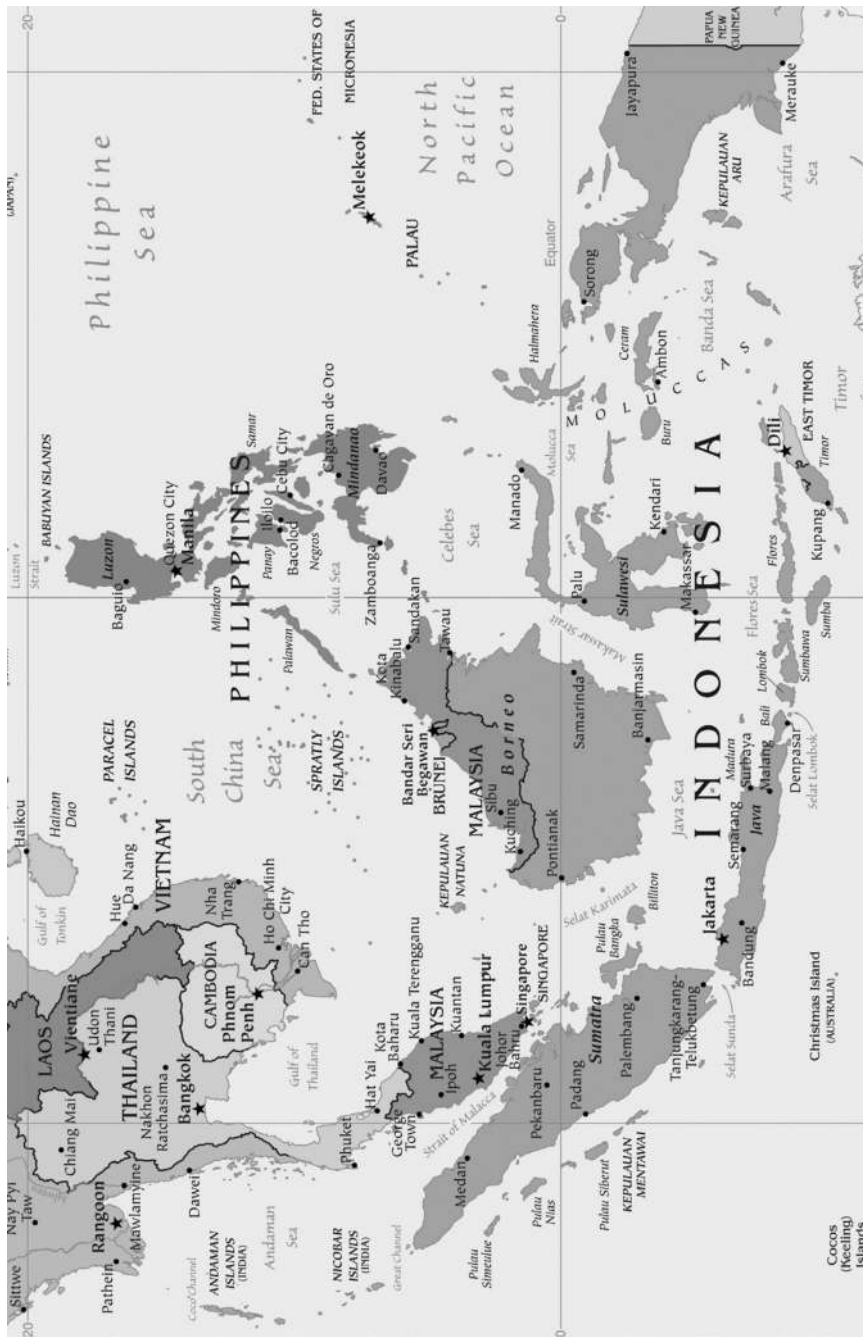 20
Sittwe
Nay Pyi
Taw
Chiang Mai
LAOS
Haikou
Hainan
Dao
Gulf of
Tonkin
Luzon
Strait
BABUYAN ISLANDS
(JAPAN)
20
Pathein
Rangoon
Mawlamyine
Vientiane
Udon
Thani
THAILAND
Nakhon
Ratchasima
Bangkok
Dawei
Hue
Da Nang
VIETNAM
PARACEL
ISLANDS
Baguio
Luzon
Quezon City
Manila
Philippine
Sea
Coco Channel
ANDAMAN
ISLANDS
(INDIA)
Andaman
Sea
CAMBODIA
Phnom
Penh
Nha
Trang
Ho Chi Minh
City
Can Tho
Gulf of
Thailand
South
China
Sea
Mindoro
PHILIPPINES
Samar
Panay
Iloilo
Cebu City
Bacolod
Negros
Palawan
Sulu Sea
Cagavan de Oro
Mindanao
Davao
Zamboanga
FED. STATES OF
MICRONESIA
Melekeok
PALAU
North
Pacific
Ocean
NICOBAR
ISLANDS
(INDIA)
Great Channel
Phuket
Hat Yai
Kota
Baharu
George
Town
Kuala Terengganu
MALAYSIA
Ipoh
Kuantan
Kuala Lumpur
Strait of Malacca
Johor
Bahru
Singapore
SINGAPORE
SPRATLY
ISLANDS
KEPULAUAN
NATUNA
Kota
Kinabalu
Sandakan
Bandar Seri
Begawan
BRUNEI
Tawau
MALAYSIA
Sibu
Kuching
Borneo
Celebes
Sea
Medan
Pulau
Simeulue
Pulau
Nias
Pekanbaru
Padang
Sumatra
Pulau Siberut
KEPULAUAN
MENTAWAI
Palembang
Tanjungkarang-
Telukbetung
Pulau
Bangka
Billiton
Selat Karimata
Pontianak
Samarinda
Banjarmasin
Makassar Strait
Manado
Molucca
Sea
Halmahera
Equator
0
0
Palu
Sulawesi
Kendari
Makassar
MOLUCCAS
Sorong
Ceram
Buru
Ambon
Banda Sea
Jayapura
PAPUA
NEW
GUINEA
KEPULAUAN
ARU
Merauke
Arafura
Sea
Selat Sunda
Java Sea
INDONESIA
Jakarta
Bandung
Semarang
Java
Madura
Surbaya
Malang
Bali
Denpasar
Selat Lombok
Lombok
Sumbawa
Flores Sea
Flores
Sumba
Dili
EAST TIMOR
Timor
Kupang
Timor
Christmas Island
(AUSTRALIA)
Cocos
(Keeling)
Islands